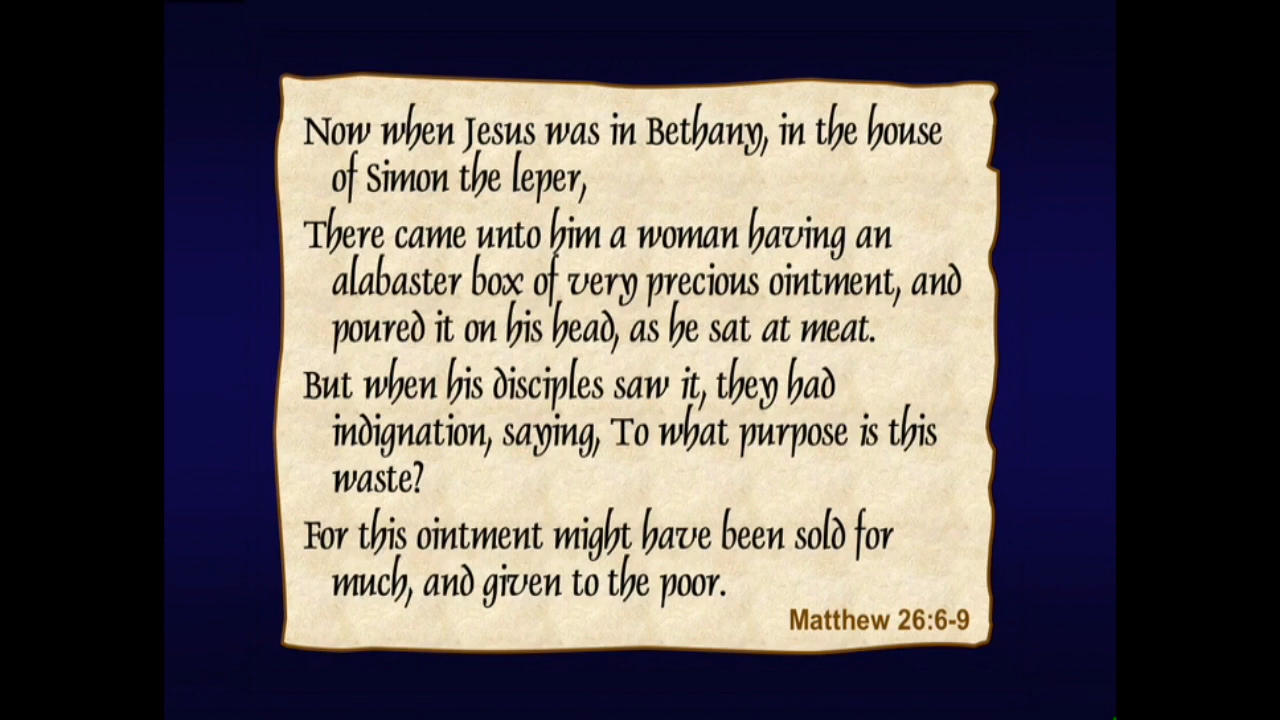 Now when Jesus was in Bethany, in the house
of Simon the leper,
There came unto him a woman having an
alabaster box of very precious ointment, and
poured it on his head, as he sat at meat.
But when his disciples saw it, they had
indignation, saying, To what purpose is this
waste?
For this ointment might have been sold for
much, and given to the poor.
Matthew 26:6-9